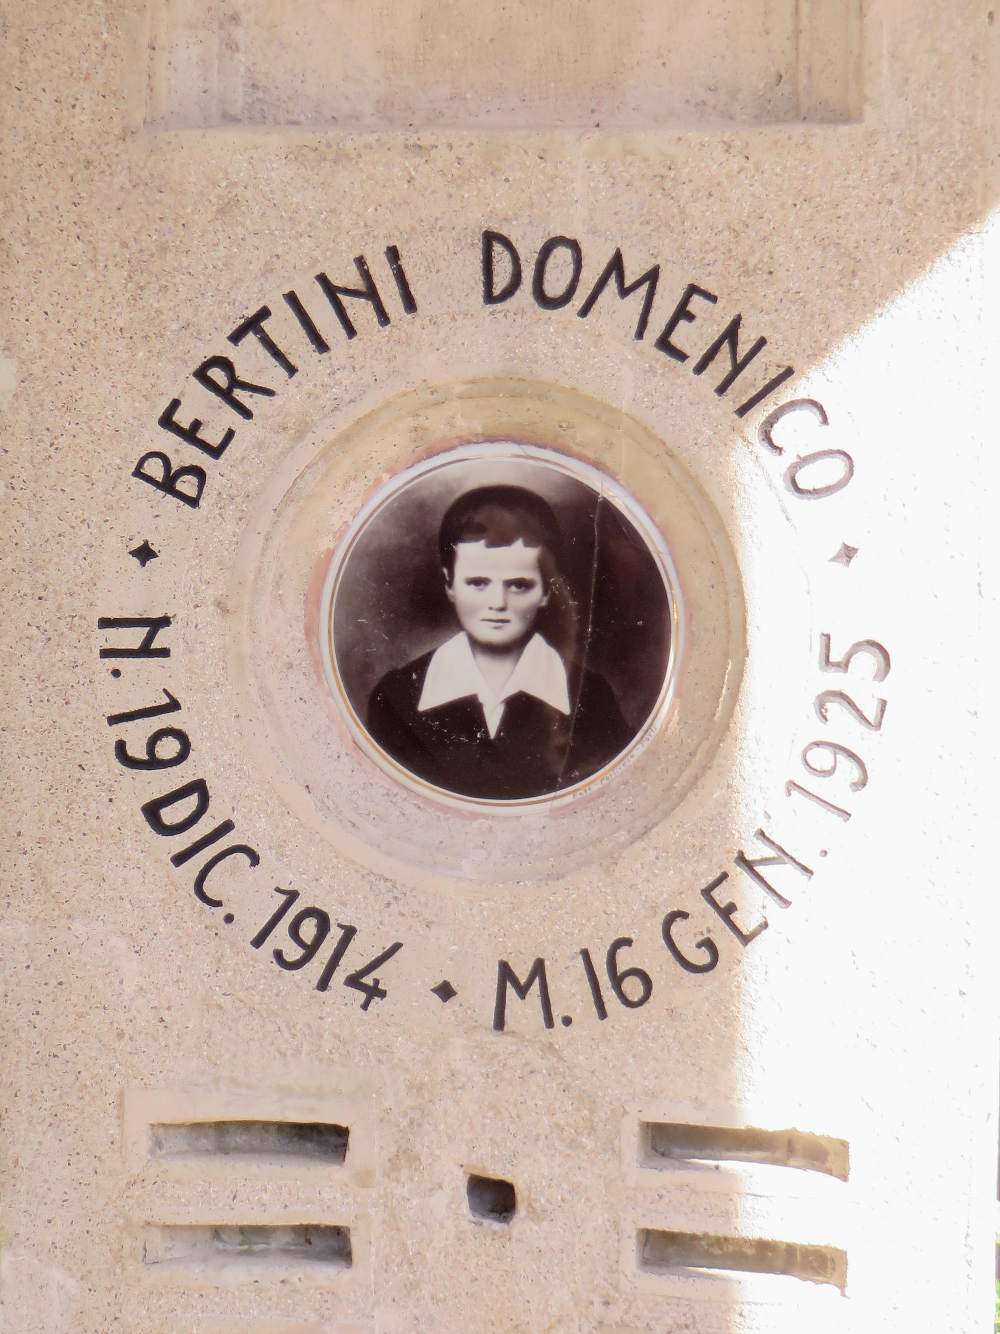 BERTINI DOMENICO
N. 19 DIC. 1914
M. 16 GEN. 1925